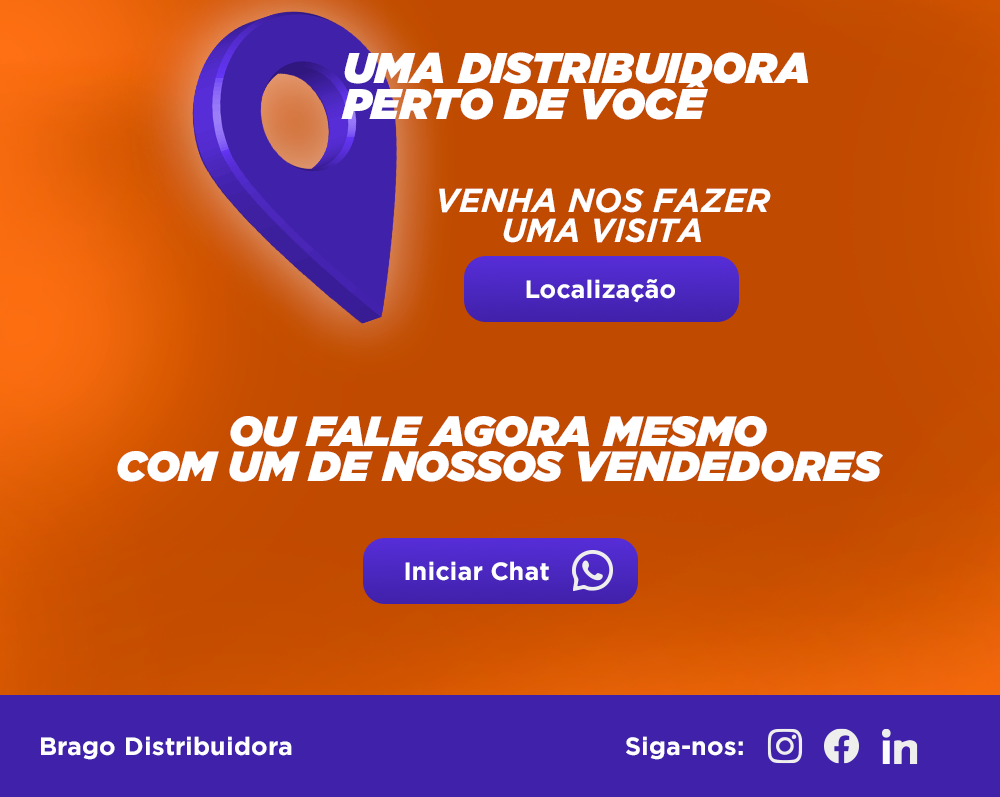 UMA DISTRIBUIDORA
PERTO DE VOCÊ
VENHA NOS FAZER
UMA VISITA
Localização
OU FALE AGORA MESMO
COM UM DE NOSSOS VENDEDORES
Iniciar Chat
Brago Distribuidora
Siga-nos: